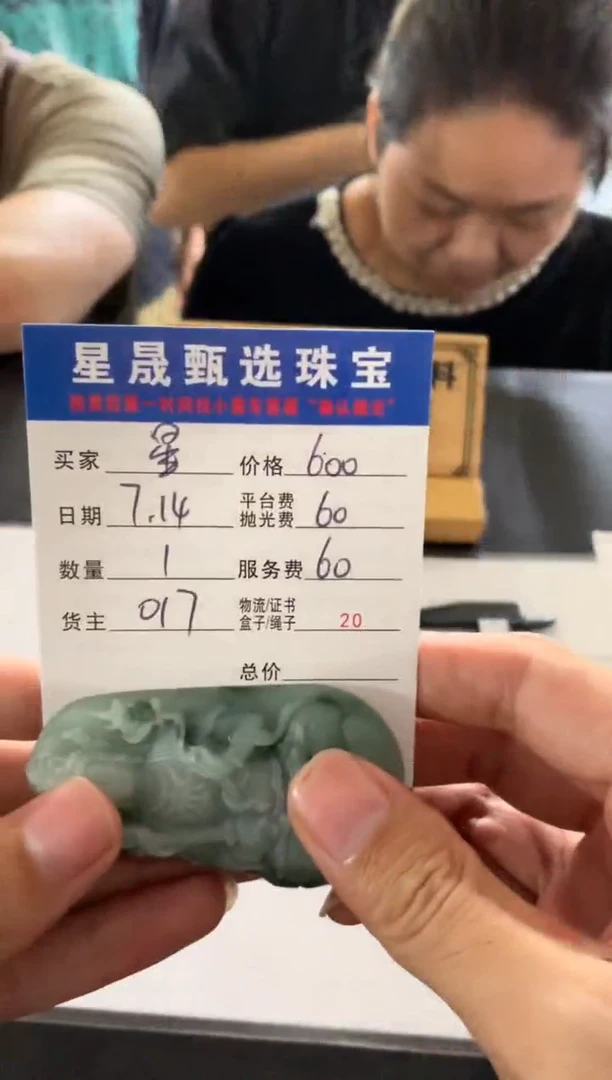 星晟甄选珠宝
买家 星 价格 600
日期 7.14 平台费 抛光费 60
数量 1 服务费 60
货主 017 物流/证书 盒子/绳子 20
总价
料